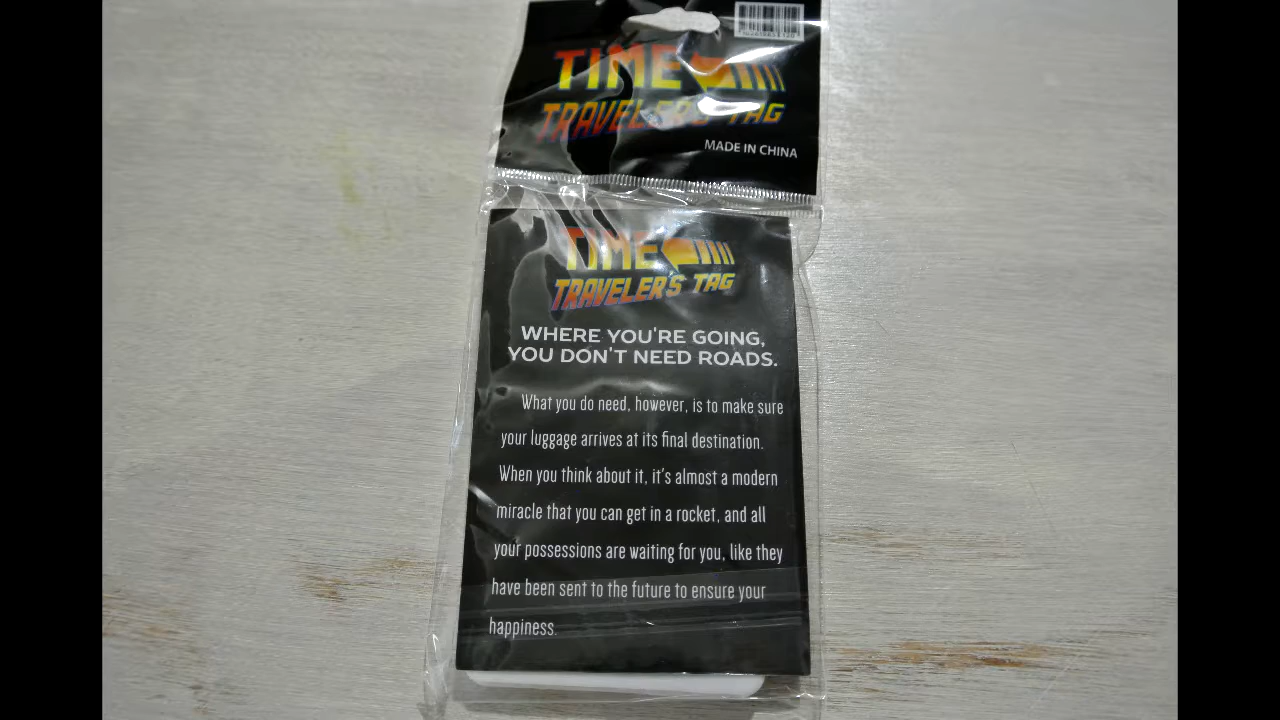 TIME
TRAVELER'S TAG
MADE IN CHINA
TIME
TRAVELER'S TAG
WHERE YOU'RE GOING,
YOU DON'T NEED ROADS.
What you do need, however, is to make sure
your luggage arrives at its final destination.
When you think about it, it's almost a modern
miracle that you can get in a rocket, and all
your possessions are waiting for you, like they
have been sent to the future to ensure your
happiness.